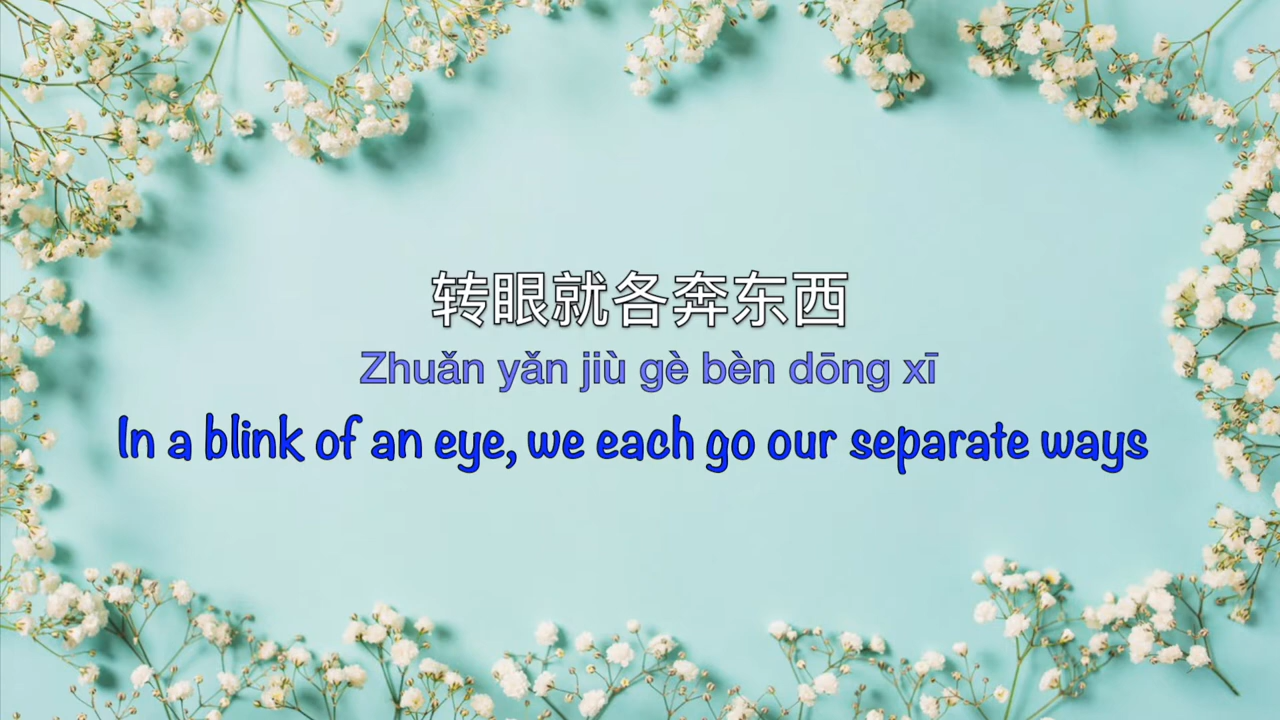 转眼就各奔东西
Zhuǎn yǎn jiù gè bèn dōng xī
In a blink of an eye, we each go our separate ways